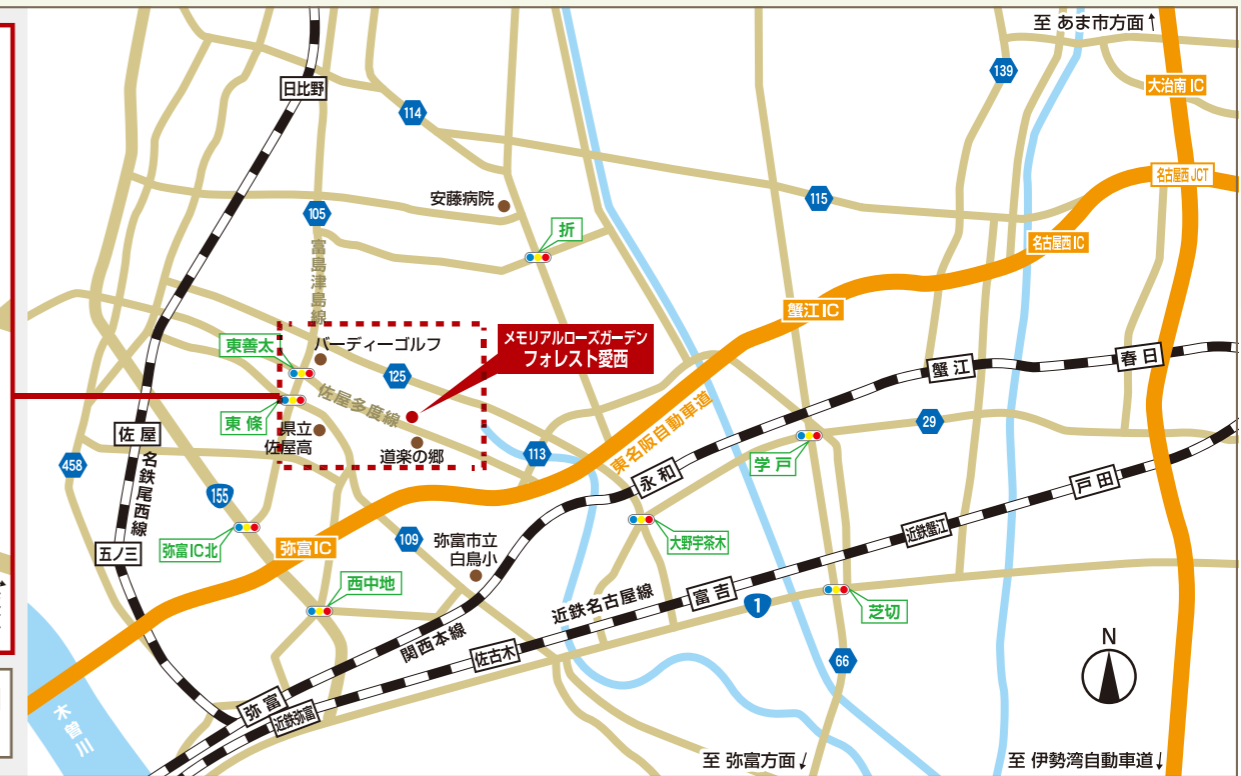 至 あま市方面↑
139
大治南 IC
日比野
114
名古屋西 JCT
安藤病院
115
105
折
名古屋西 IC
富島津島線
蟹江 IC
メモリアルローズガーデン
フォレスト愛西
東善太
バーディーゴルフ
春日
蟹江
125
佐屋多度線
東名阪自動車道
東條
29
県立
佐屋高
佐屋
道楽の郷
学戸
113
458
名鉄尾西線
永和
戸田
155
弥富IC北
弥富IC
109
弥富市立
白鳥小
大野宇茶木
近鉄蟹江
五ノ三
西中地
近鉄名古屋線
富吉
1
芝切
関西本線
佐古木
66
N
弥富
近鉄弥富
木曽川
至 弥富方面↓
至 伊勢湾自動車道↓